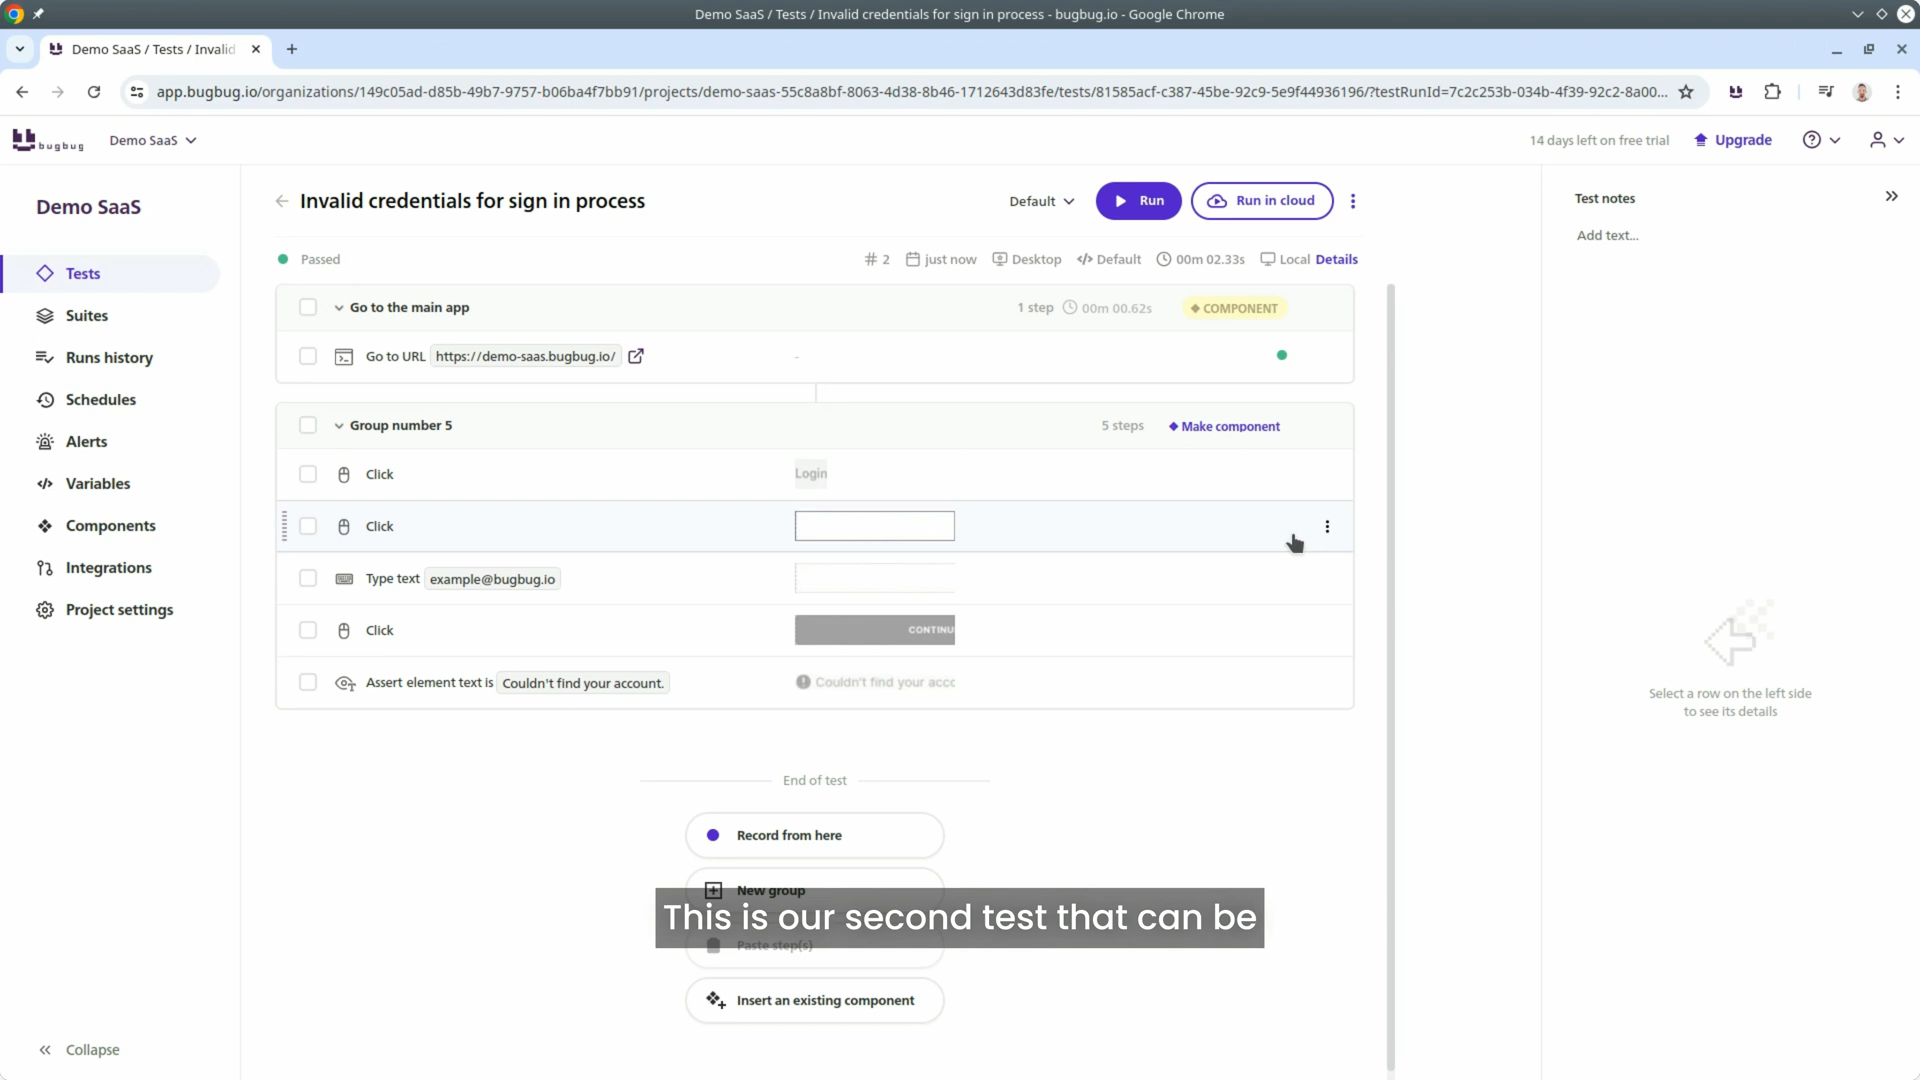 Demo SaaS / Tests / Invalid credentials for sign in process - bugbug.io - Google Chrome
Demo SaaS / Tests / Invalid
app.bugbug.io/organizations/149c05ad-d85b-49b7-9757-b06ba4f7bb91/projects/demo-saas-55c8a8bf-8063-4d38-8b46-1712643d83fe/tests/81585acf-c387-45be-92c9-5e9f44936196/?testRunId=7c2c253b-034b-4f39-92c2-8a00...
bugbug
Demo SaaS
14 days left on free trial
Upgrade
Demo SaaS
Tests
Suites
Runs history
Schedules
Alerts
Variables
Components
Integrations
Project settings
Collapse
Invalid credentials for sign in process
Default
Run
Run in cloud
Passed
# 2
just now
Desktop
Default
00m 02.33s
Local
Details
Go to the main app
1 step
00m 00.62s
COMPONENT
Go to URL https://demo-saas.bugbug.io/
-
Group number 5
5 steps
Make component
Click
Login
Click
Type text example@bugbug.io
Click
CONTINU
Assert element text is Couldn't find your account.
Couldn't find your acco
End of test
Record from here
New group
This is our second test that can be
Paste step(s)
Insert an existing component
Test notes
Add text...
Select a row on the left side
to see its details